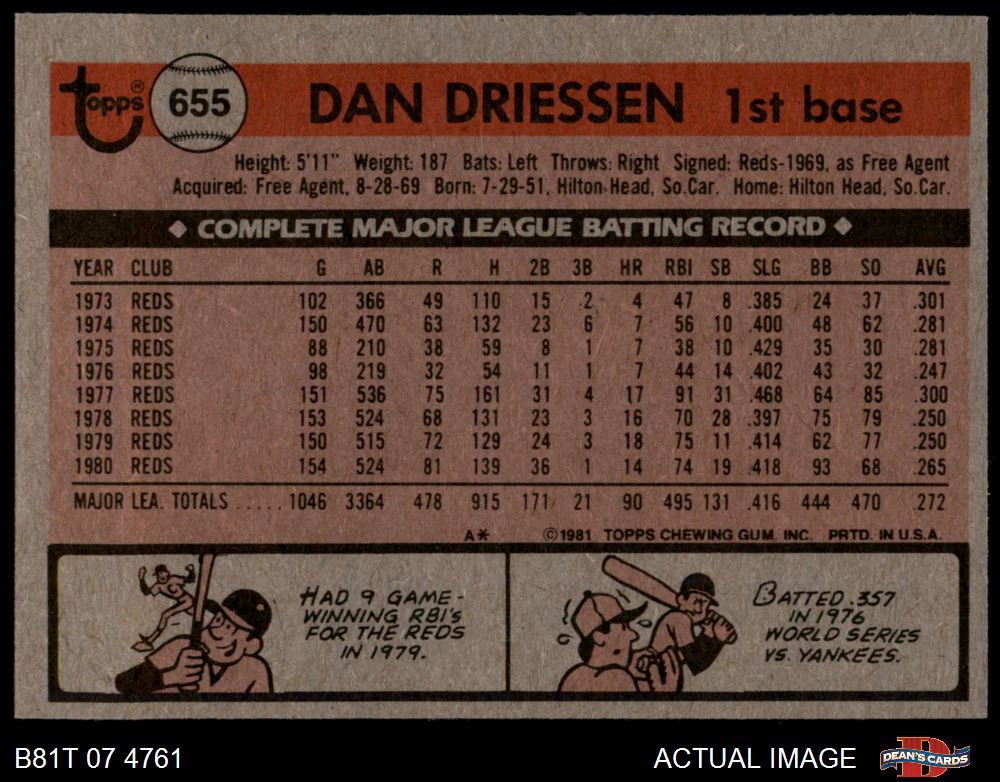 Topps® 655 DAN DRIESSEN 1st base
Height: 5'11" Weight: 187 Bats: Left Throws: Right Signed: Reds-1969, as Free Agent
Acquired: Free Agent, 8-28-69 Born: 7-29-51, Hilton Head, So.Car. Home: Hilton Head, So.Car.
◆ COMPLETE MAJOR LEAGUE BATTING RECORD ◆
YEAR CLUB G AB R H 2B 3B HR RBI SB SLG BB SO AVG
1973 REDS 102 366 49 110 15 2 4 47 8 .385 24 37 .301
1974 REDS 150 470 63 132 23 6 7 56 10 .400 48 62 .281
1975 REDS 88 210 38 59 8 1 7 38 10 .429 35 30 .281
1976 REDS 98 219 32 54 11 1 7 44 14 .402 43 32 .247
1977 REDS 151 536 75 161 31 4 17 91 31 .468 64 85 .300
1978 REDS 153 524 68 131 23 3 16 70 28 .397 75 79 .250
1979 REDS 150 515 72 129 24 3 18 75 11 .414 62 77 .250
1980 REDS 154 524 81 139 36 1 14 74 19 .418 93 68 .265
MAJOR LEA. TOTALS ..... 1046 3364 478 915 171 21 90 495 131 .416 444 470 .272
A* ©1981 TOPPS CHEWING GUM, INC. PRTD. IN U.S.A.
HAD 9 GAME-
WINNING RBI'S
FOR THE REDS
IN 1979.
BATTED .357
IN 1976
WORLD SERIES
VS. YANKEES.
B81T 07 4761 ACTUAL IMAGE DEAN'S CARDS